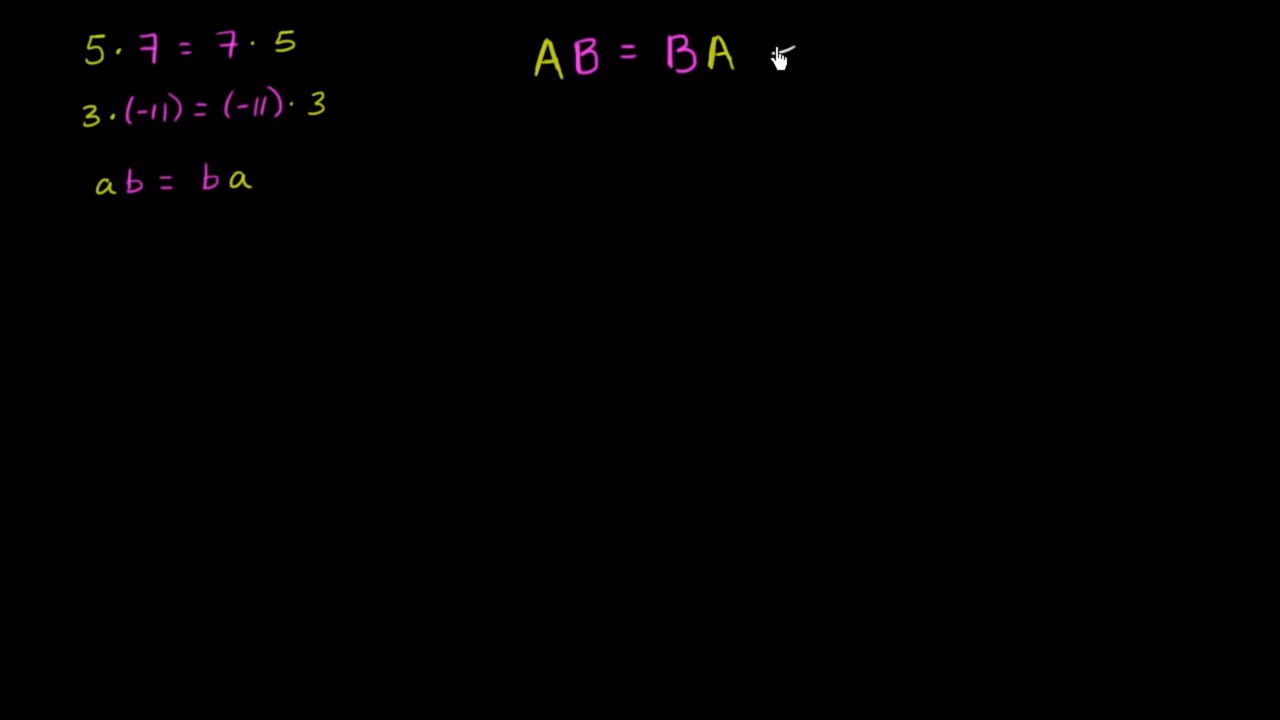 5 · 7 = 7 · 5
AB = BA
3 · (-11) = (-11) · 3
ab = ba